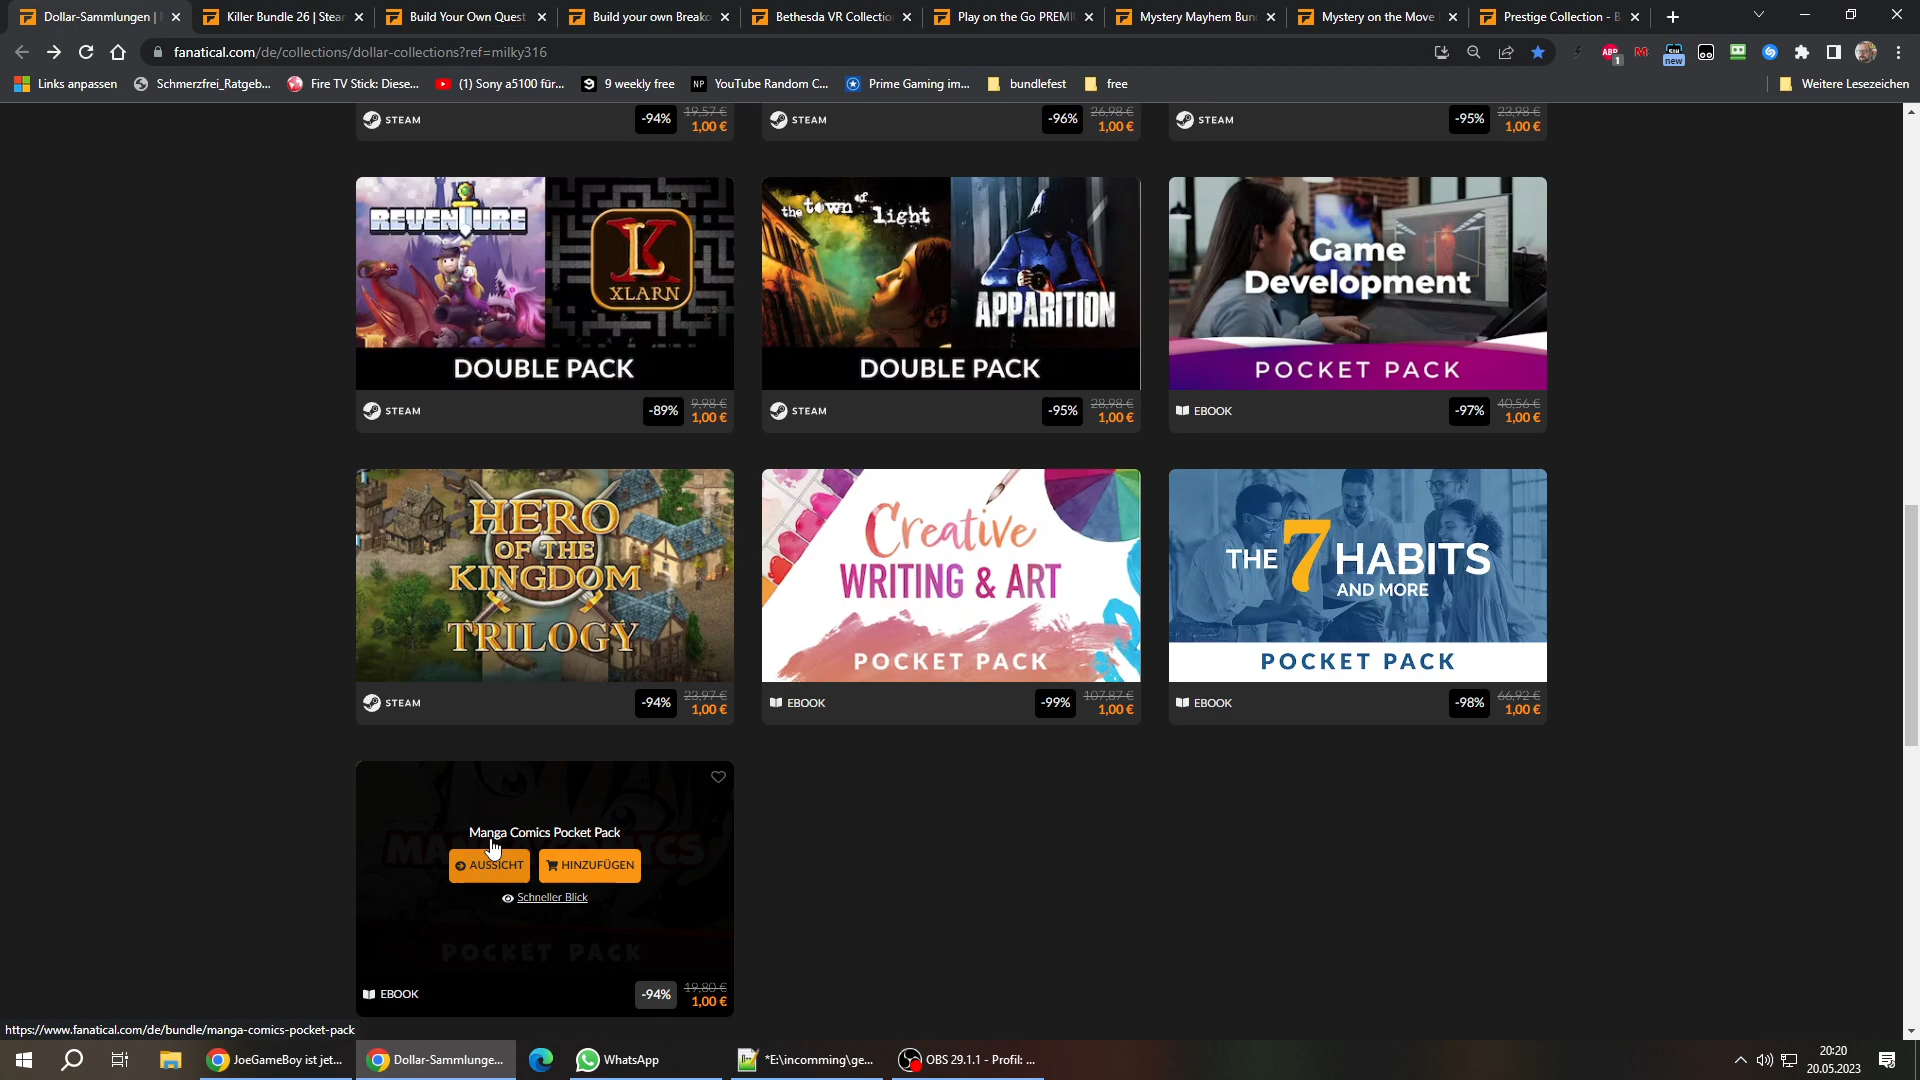 Dollar-Sammlungen |
Killer Bundle 26 | Stea
Build Your Own Quest
Build your own Breako
Bethesda VR Collectio
Play on the Go PREMI
Mystery Mayhem Bun
Mystery on the Move
Prestige Collection - B
fanatical.com/de/collections/dollar-collections?ref=milky316
ABP
1
new
Links anpassen
Schmerzfrei_Ratgeb...
Fire TV Stick: Diese...
(1) Sony a5100 für...
9 weekly free
NP
YouTube Random C...
Prime Gaming im...
bundlefest
free
Weitere Lesezeichen
STEAM
-94%
19,57 €
1,00 €
STEAM
-96%
26,98 €
1,00 €
STEAM
-95%
23,98 €
1,00 €
REVENTURE
XLARN
DOUBLE PACK
STEAM
-89%
9,98 €
1,00 €
the town of light
APPARITION
DOUBLE PACK
STEAM
-95%
28,98 €
1,00 €
Game
Development
POCKET PACK
EBOOK
-97%
40,56 €
1,00 €
HERO
OF THE
KINGDOM
TRILOGY
STEAM
-94%
23,97 €
1,00 €
Creative
WRITING & ART
POCKET PACK
EBOOK
-99%
107,87 €
1,00 €
THE 7 HABITS
AND MORE
POCKET PACK
EBOOK
-98%
66,92 €
1,00 €
Manga Comics Pocket Pack
AUSSICHT
HINZUFÜGEN
Schneller Blick
POCKET PACK
EBOOK
-94%
19,80 €
1,00 €
https://www.fanatical.com/de/bundle/manga-comics-pocket-pack
JoeGameBoy ist jet...
Dollar-Sammlunge...
WhatsApp
*E:\incomming\ge...
OBS 29.1.1 - Profil: ...
20:20
20.05.2023